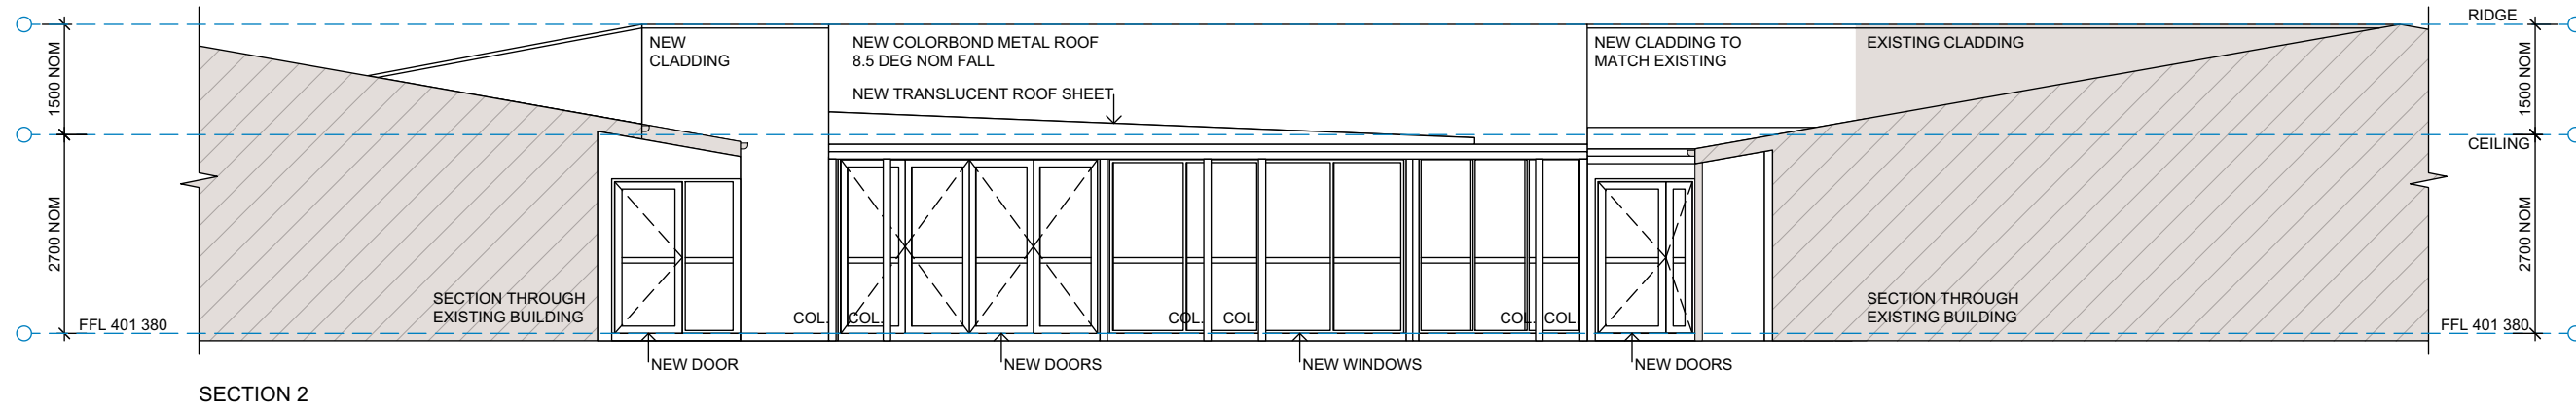 RIDGE
NEW
CLADDING
NEW COLORBOND METAL ROOF
8.5 DEG NOM FALL
NEW TRANSLUCENT ROOF SHEET
NEW CLADDING TO
MATCH EXISTING
EXISTING CLADDING
1500 NOM
1500 NOM
CEILING
2700 NOM
2700 NOM
SECTION THROUGH
EXISTING BUILDING
SECTION THROUGH
EXISTING BUILDING
FFL 401 380
COL.
COL.
COL.
COL.
COL.
COL.
FFL 401 380
NEW DOOR
NEW DOORS
NEW WINDOWS
NEW DOORS
SECTION 2